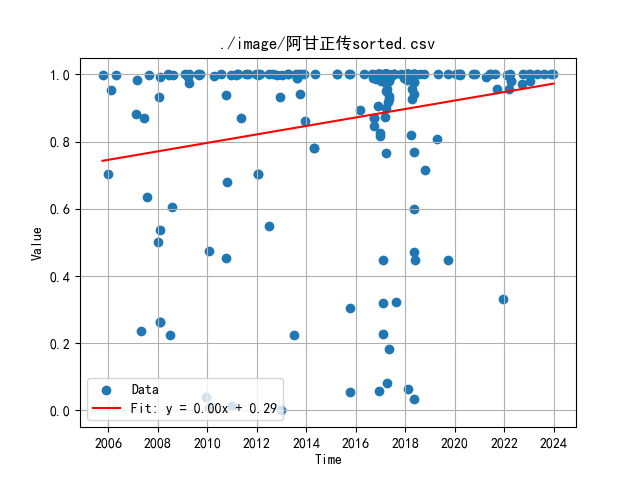 ./image/阿甘正传sorted.csv
1.0
0.8
0.6
0.4
0.2
0.0
Value
Data
Fit: y = 0.00x + 0.29
2006 2008 2010 2012 2014 2016 2018 2020 2022 2024
Time